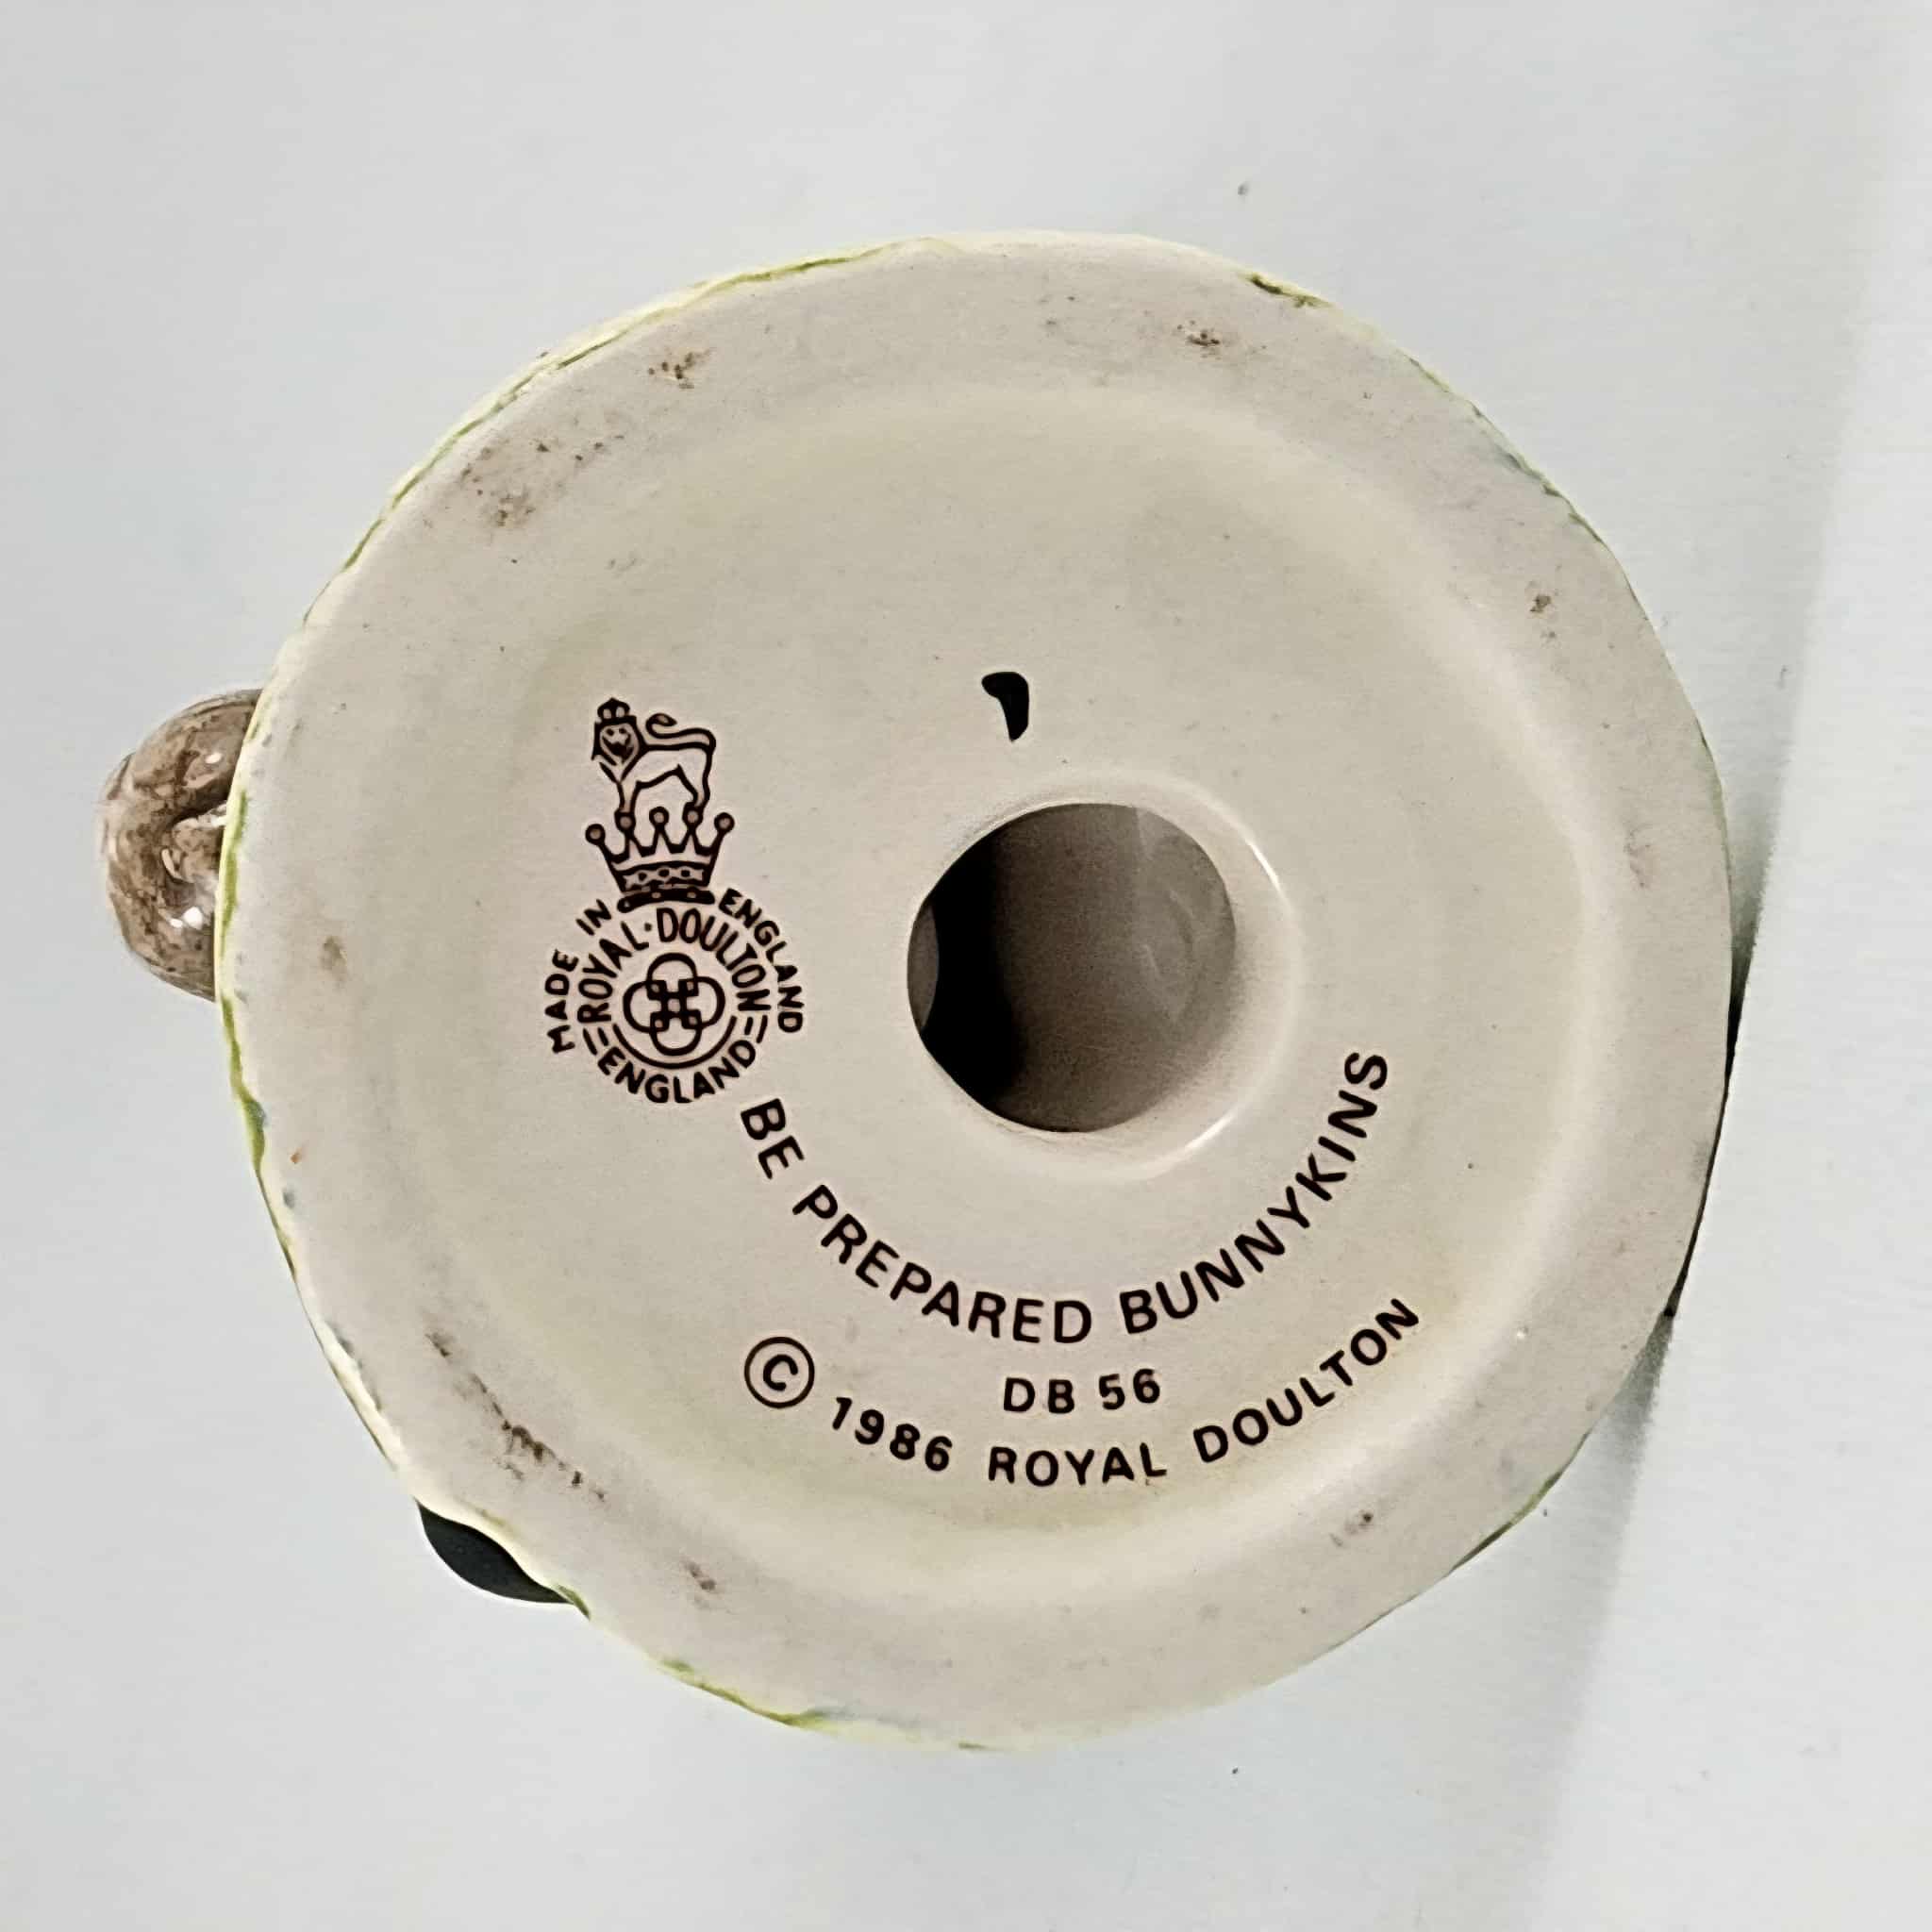 MADE IN ENGLAND
ROYAL·DOULTON
ENGLAND
BE PREPARED BUNNYKINS
DB 56
© 1986 ROYAL DOULTON